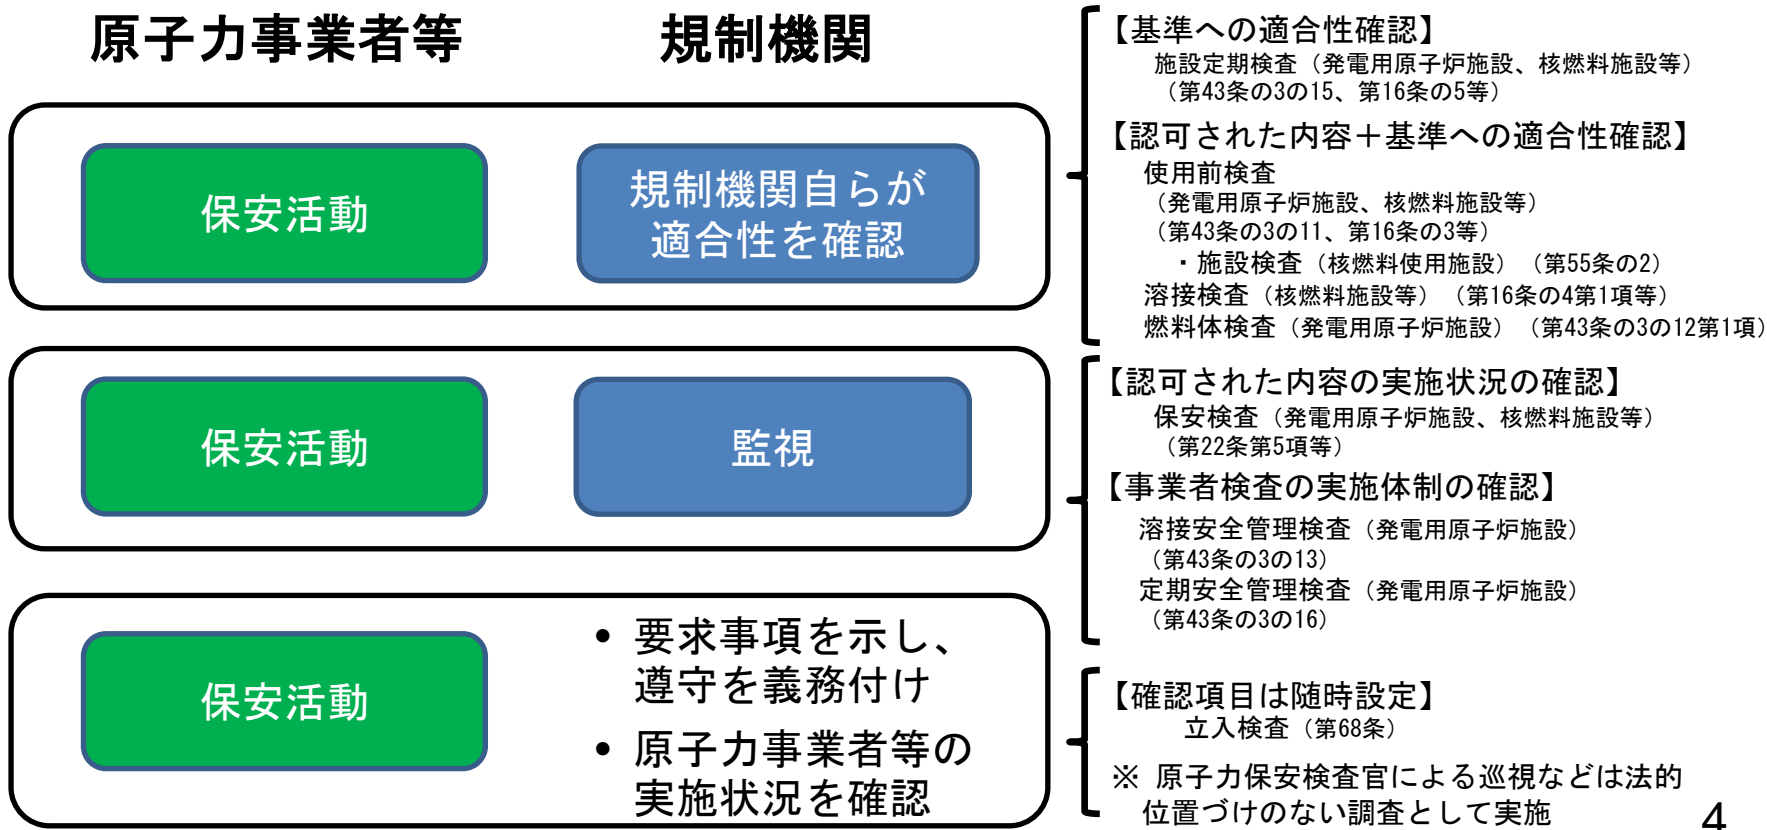 原子力事業者等
規制機関
保安活動
規制機関自らが
適合性を確認
【基準への適合性確認】
施設定期検査（発電用原子炉施設、核燃料施設等）
（第43条の3の15、第16条の5等）
【認可された内容＋基準への適合性確認】
使用前検査
（発電用原子炉施設、核燃料施設等）
（第43条の3の11、第16条の3等）
・施設検査（核燃料使用施設）（第55条の2）
溶接検査（核燃料施設等）（第16条の4第1項等）
燃料体検査（発電用原子炉施設）（第43条の3の12第1項）
保安活動
監視
【認可された内容の実施状況の確認】
保安検査（発電用原子炉施設、核燃料施設等）
（第22条第5項等）
【事業者検査の実施体制の確認】
溶接安全管理検査（発電用原子炉施設）
（第43条の3の13）
定期安全管理検査（発電用原子炉施設）
（第43条の3の16）
保安活動
• 要求事項を示し、
遵守を義務付け
• 原子力事業者等の
実施状況を確認
【確認項目は随時設定】
立入検査（第68条）
※ 原子力保安検査官による巡視などは法的
位置づけのない調査として実施
4